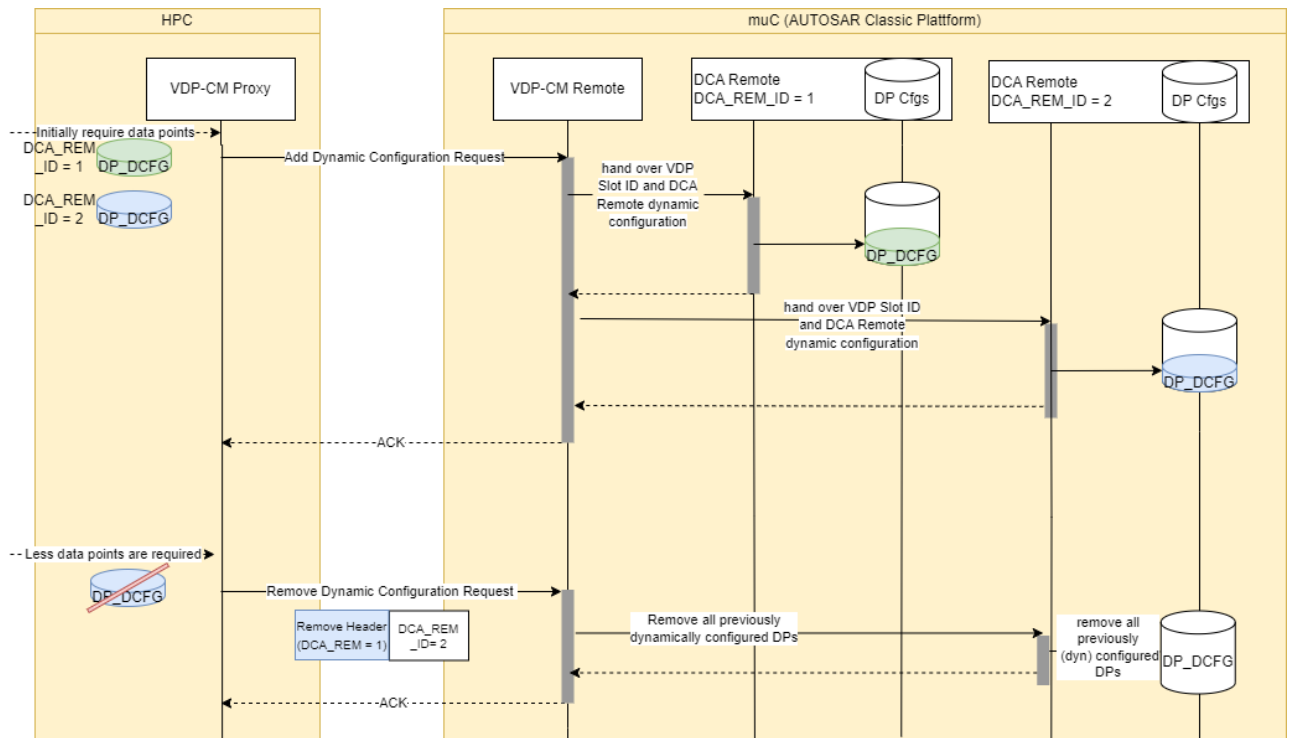 HPC
muC (AUTOSAR Classic Plattform)
VDP-CM Proxy
VDP-CM Remote
DCA Remote
DCA_REM_ID = 1
DP Cfgs
DCA Remote
DCA_REM_ID = 2
DP Cfgs
Initially require data points
DCA_REM
_ID = 1
DP_DCFG
DCA_REM
_ID = 2
DP_DCFG
Add Dynamic Configuration Request
hand over VDP
Slot ID and DCA
Remote dynamic
configuration
DP_DCFG
hand over VDP Slot ID
and DCA Remote
dynamic configuration
DP_DCFG
ACK
Less data points are required
DP_DCFG
Remove Dynamic Configuration Request
Remove Header
(DCA_REM = 1)
DCA_REM
_ID= 2
Remove all previously
dynamically configured DPs
remove all
previously
(dyn) configured
DPs
DP_DCFG
ACK